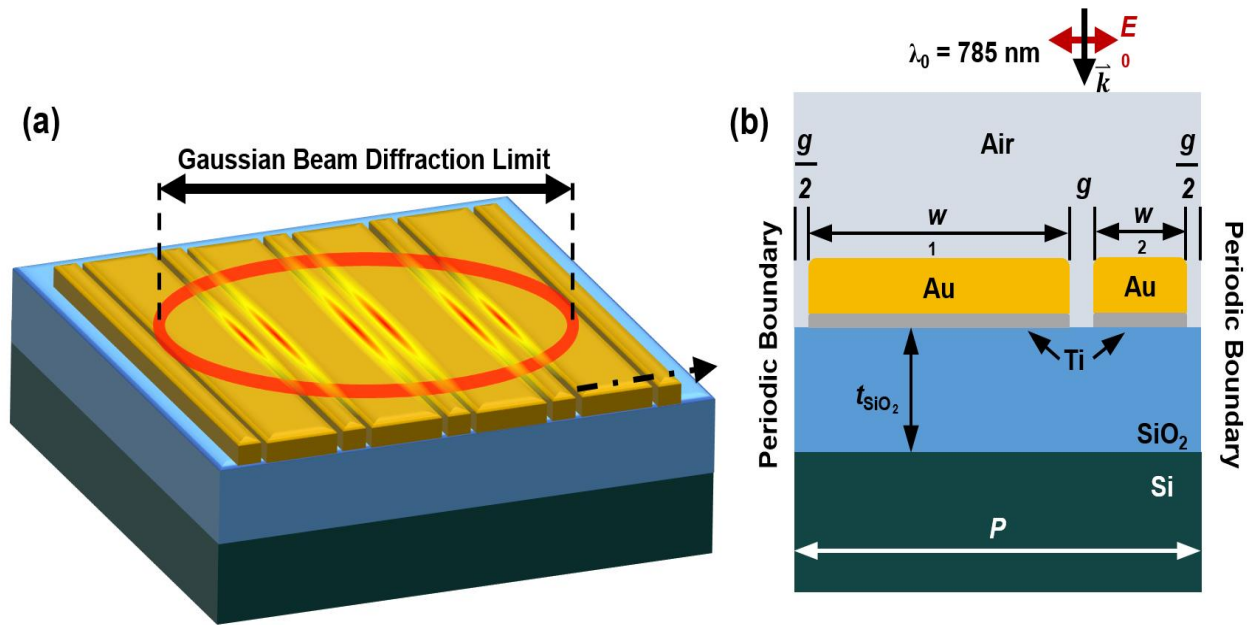 (a)
Gaussian Beam Diffraction Limit
(b)
λ₀ = 785 nm
E
0
k
Air
g
2
g
g
2
w
1
w
2
Au
Au
Periodic Boundary
Periodic Boundary
Ti
tSiO₂
SiO₂
Si
P